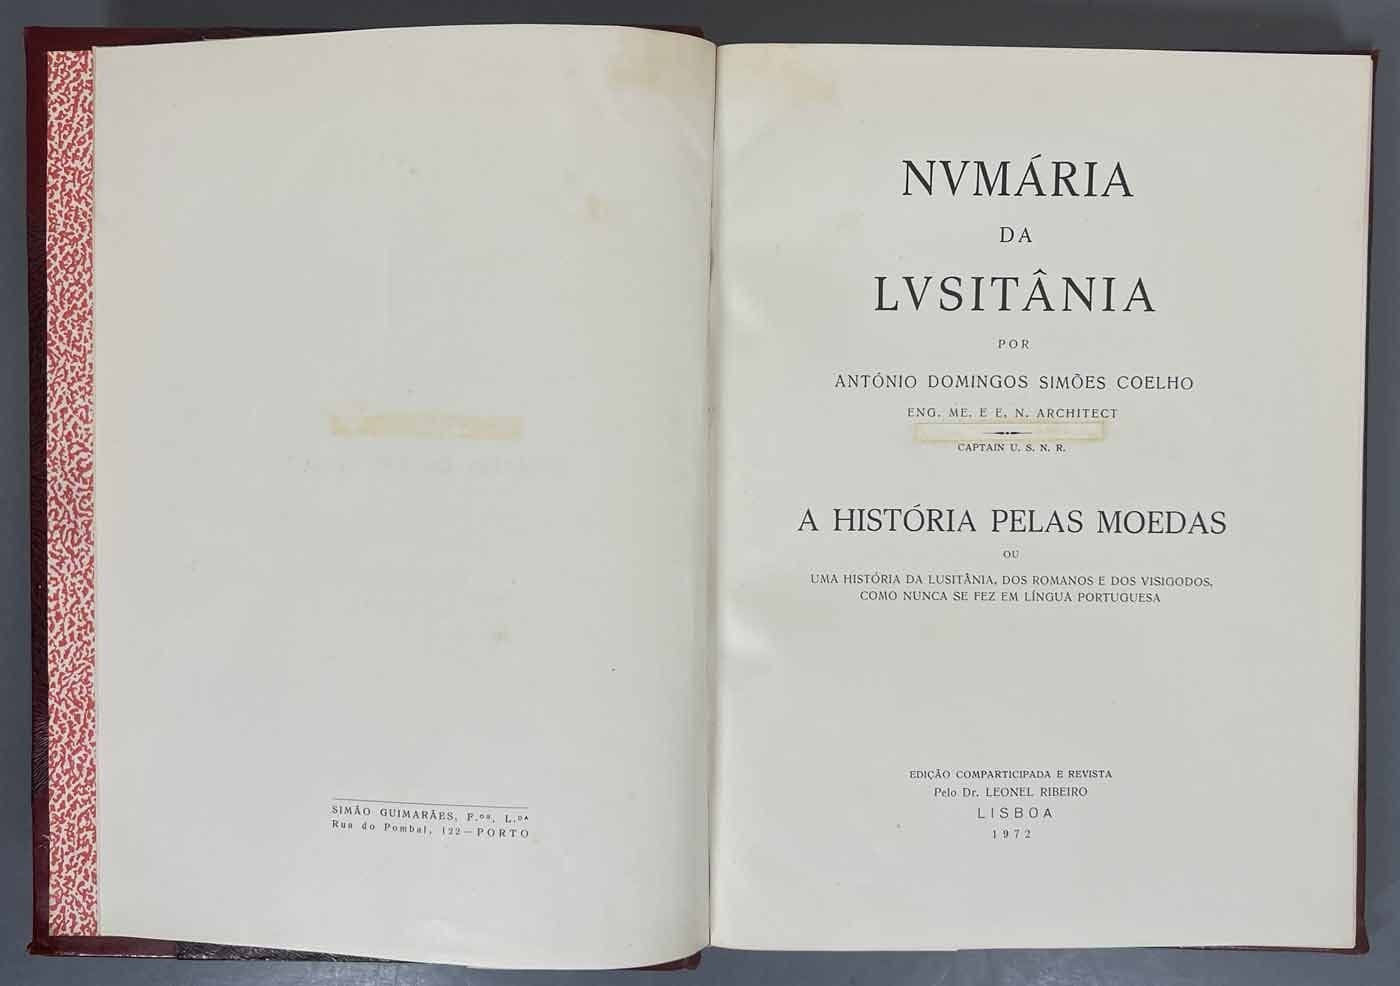 SIMÃO GUIMARÃES, F.OS, L.DA
Rua do Pombal, 122 — PORTO
NVMÁRIA
DA
LVSITÂNIA
POR
ANTÓNIO DOMINGOS SIMÕES COELHO
ENG. ME. E E. N. ARCHITECT
CAPTAIN U. S. N. R.
A HISTÓRIA PELAS MOEDAS
OU
UMA HISTÓRIA DA LUSITÂNIA, DOS ROMANOS E DOS VISIGODOS,
COMO NUNCA SE FEZ EM LÍNGUA PORTUGUESA
EDIÇÃO COMPARTICIPADA E REVISTA
Pelo Dr. LEONEL RIBEIRO
LISBOA
1972